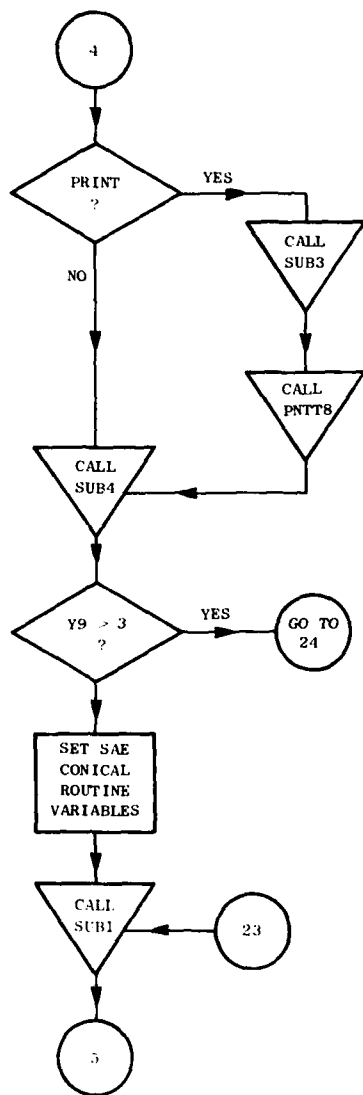 4
PRINT
?
YES
CALL
SUB3
NO
CALL
PNTT8
CALL
SUB4
Y9 > 3
?
YES
GO TO
24
SET SAE
CONICAL
ROUTINE
VARIABLES
CALL
SUB1
23
5